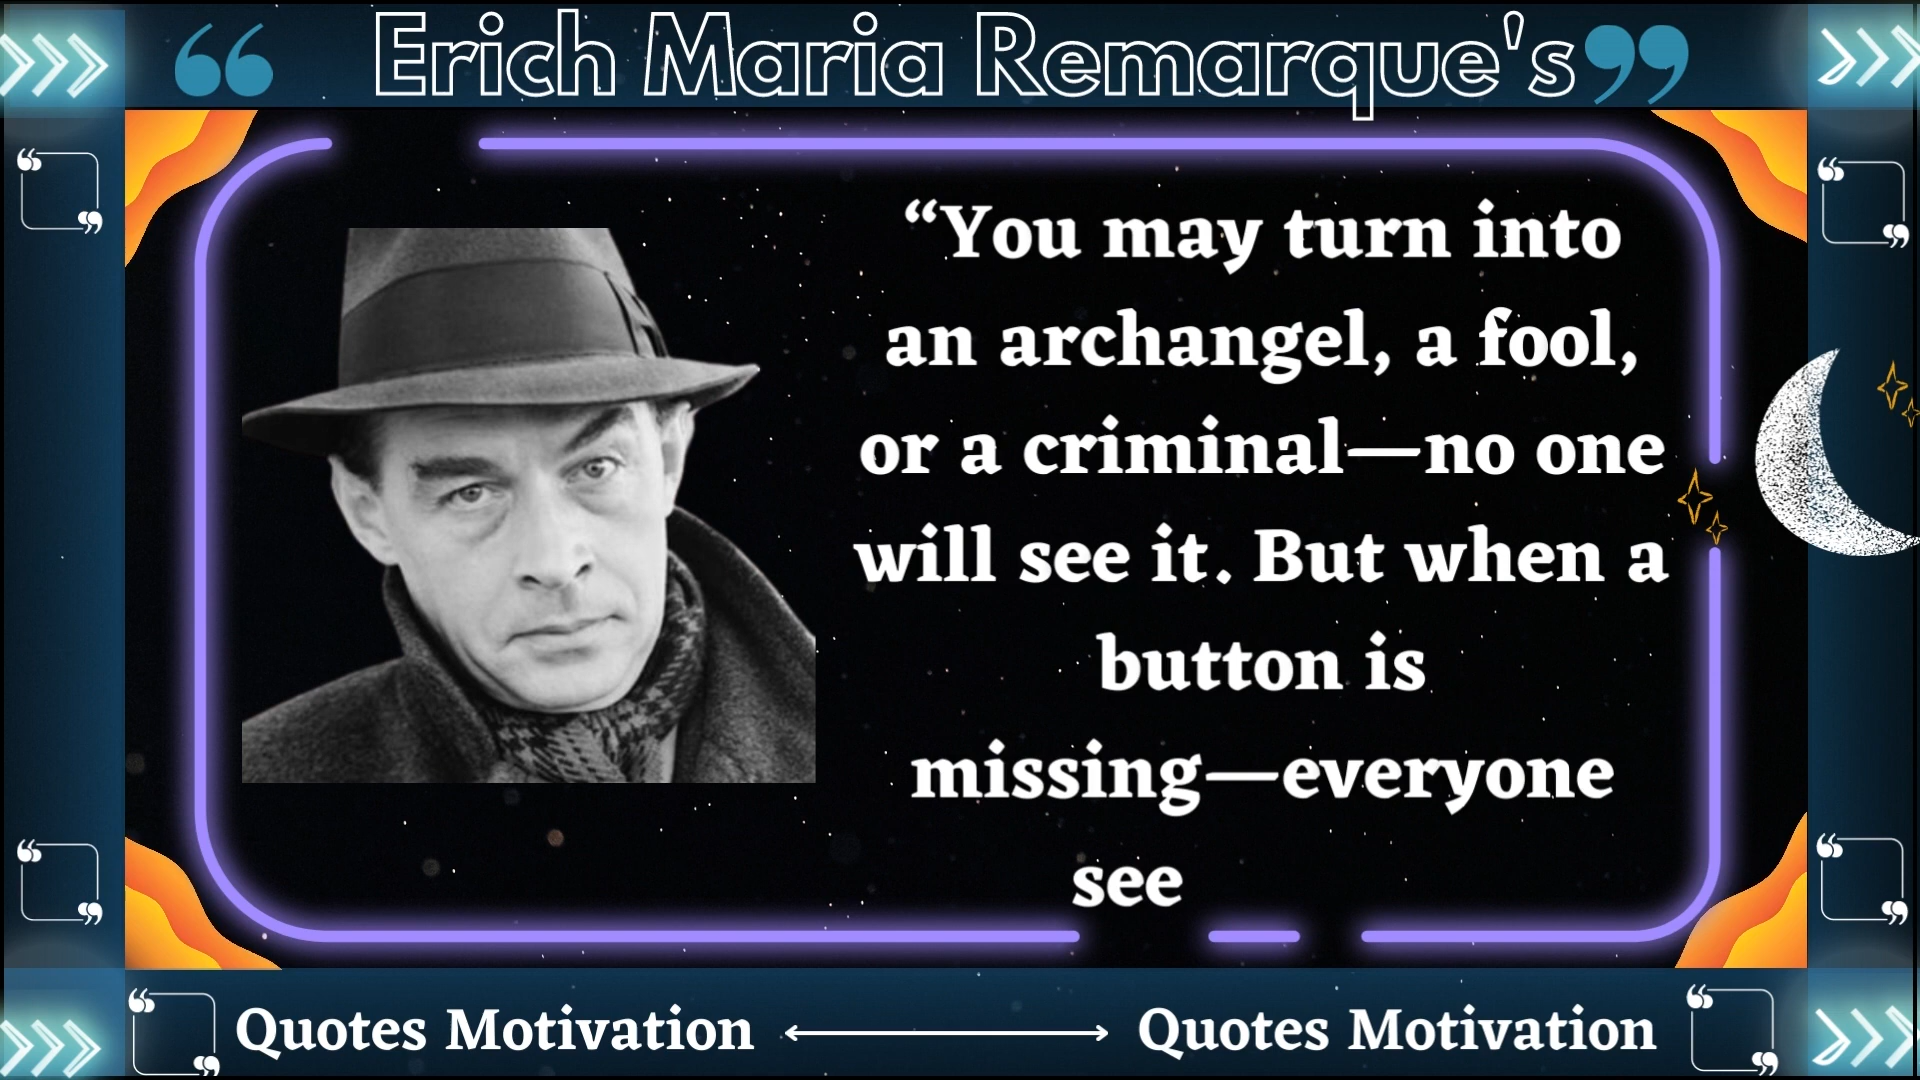 “ Erich Maria Remarque's ”
“You may turn into
an archangel, a fool,
or a criminal—no one
will see it. But when a
button is
missing—everyone
see
Quotes Motivation Quotes Motivation